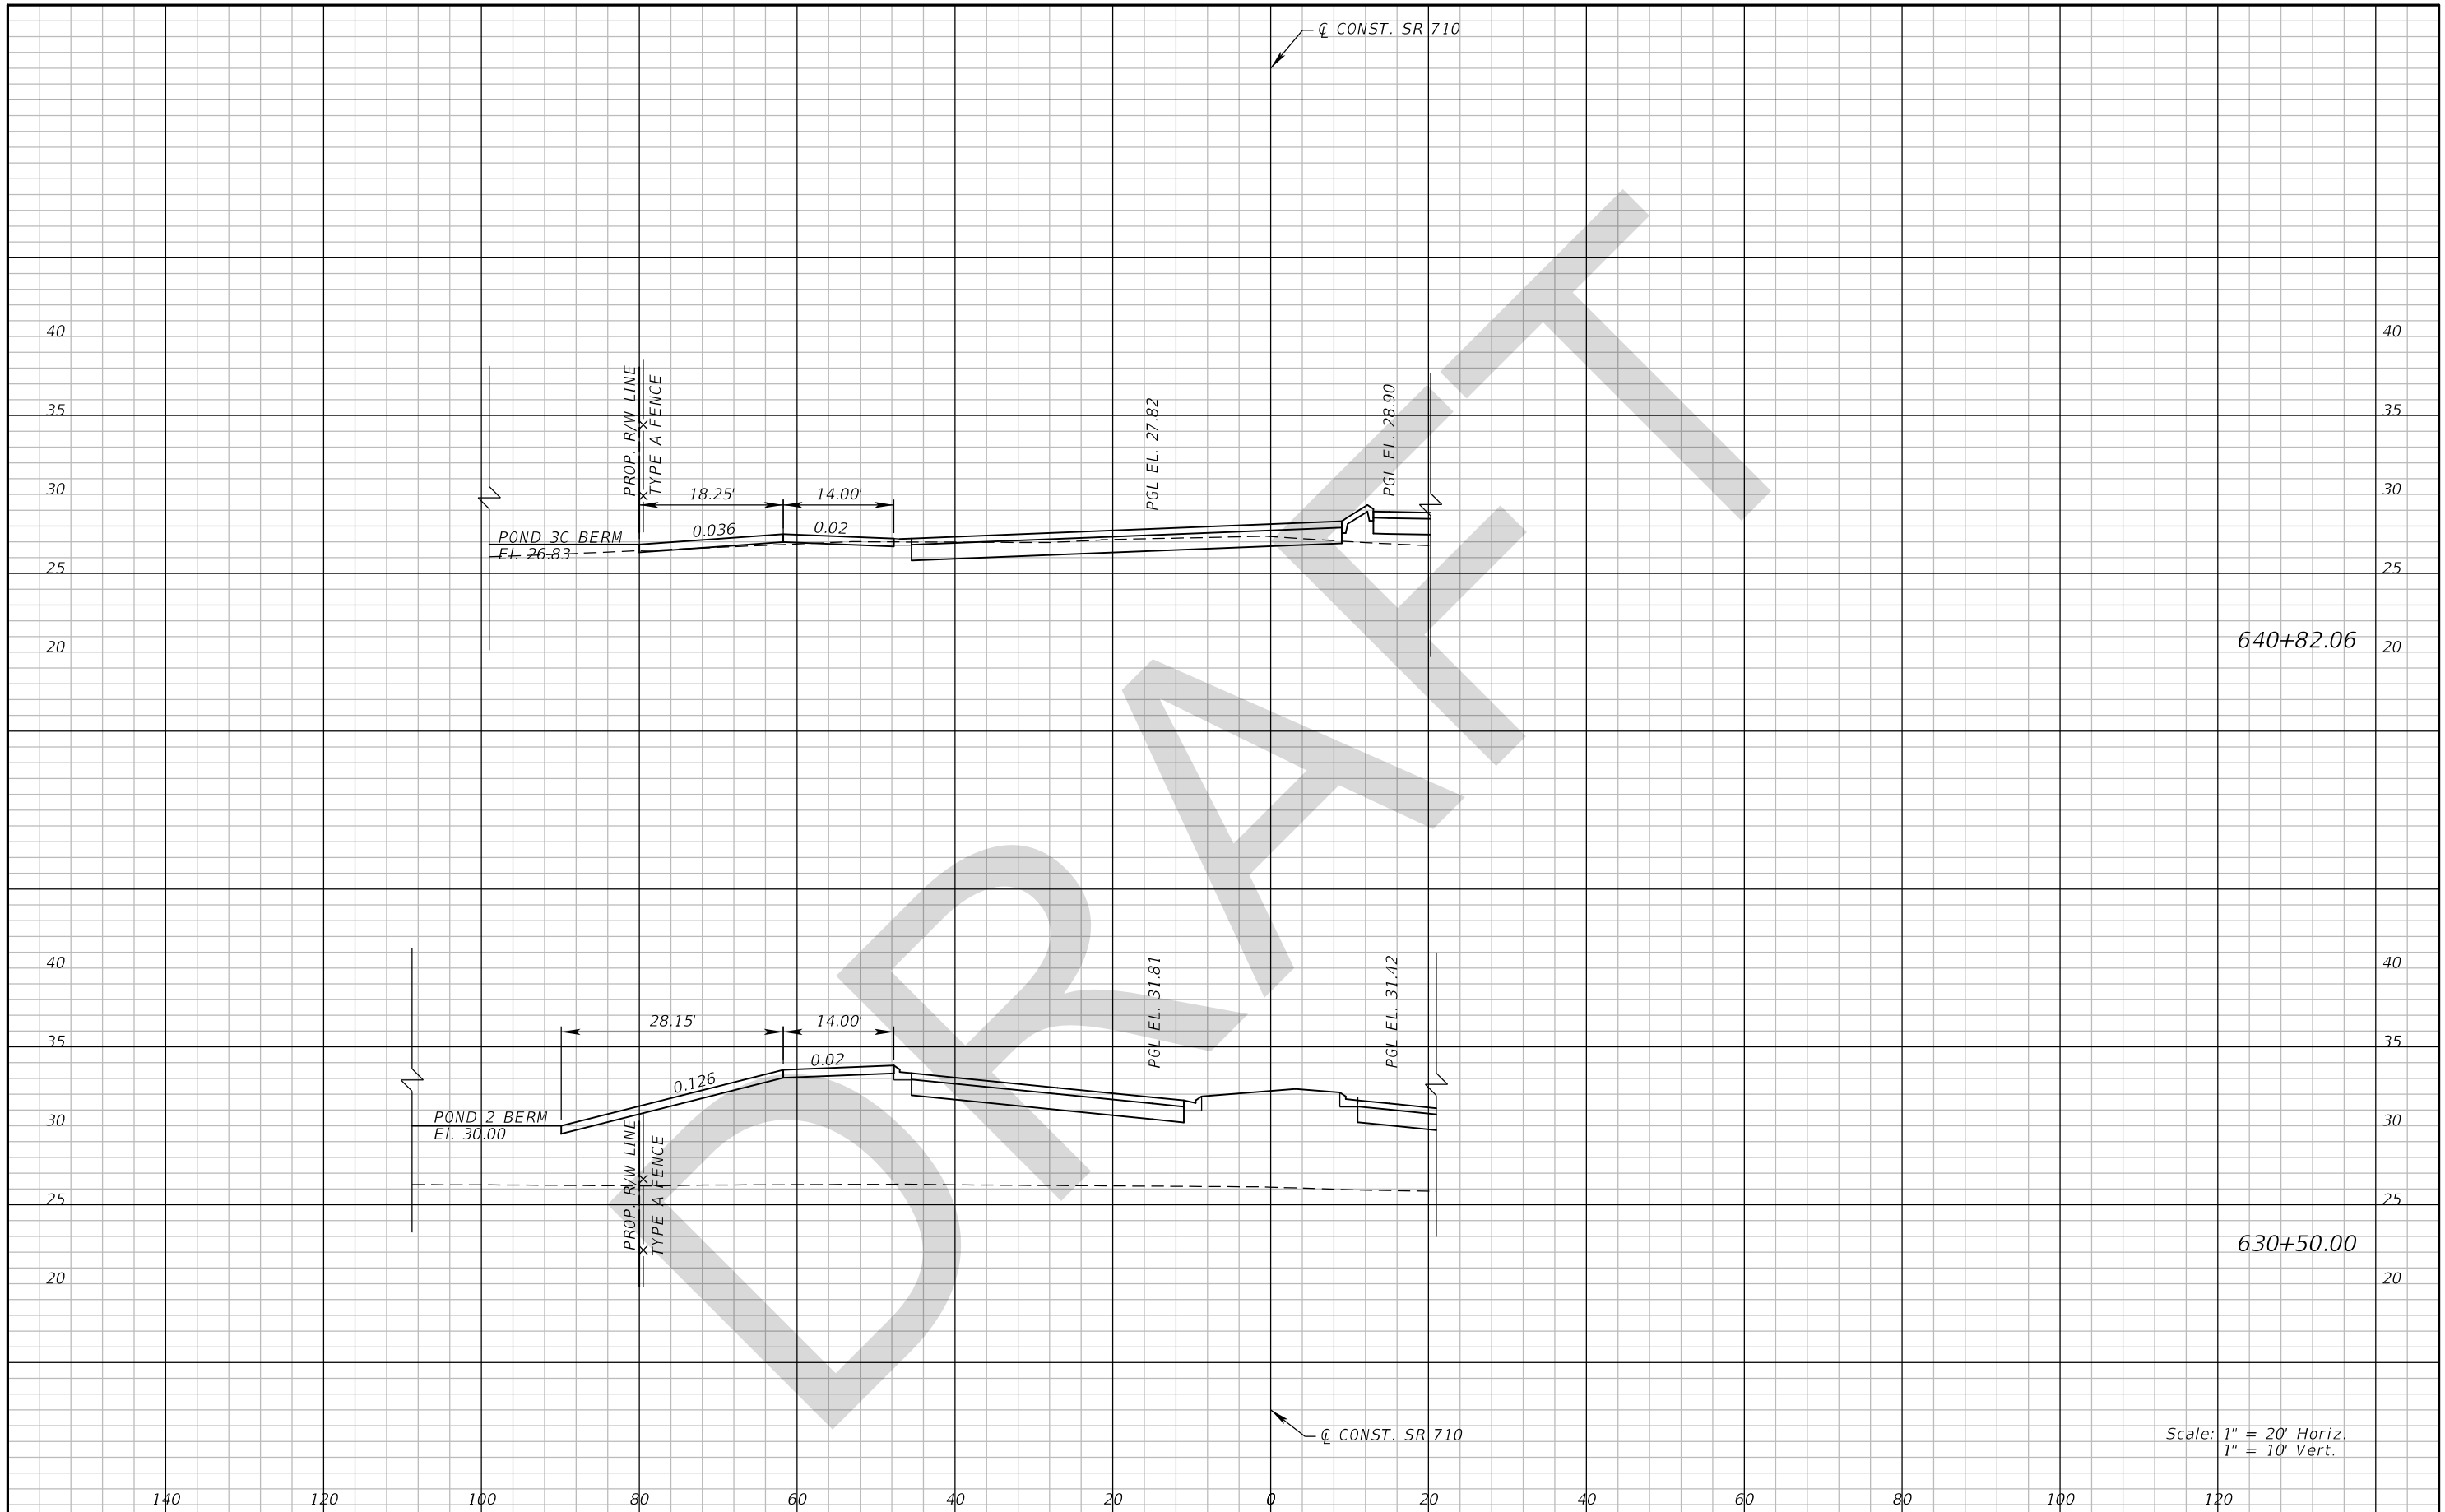 ℄ CONST. SR 710
40
40
35
35
PROP. R/W LINE
TYPE A FENCE
PGL EL. 27.82
PGL EL. 28.90
30
30
18.25'
14.00'
0.036
0.02
POND 3C BERM
El. 26.83
25
25
20
20
640+82.06
DRAFT
40
40
PGL EL. 31.81
PGL EL. 31.42
35
35
28.15'
14.00'
0.02
0.126
30
30
POND 2 BERM
El. 30.00
PROP. R/W LINE
TYPE A FENCE
25
25
630+50.00
20
20
℄ CONST. SR 710
Scale: 1" = 20' Horiz.
1" = 10' Vert.
140 120 100 80 60 40 20 0 20 40 60 80 100 120